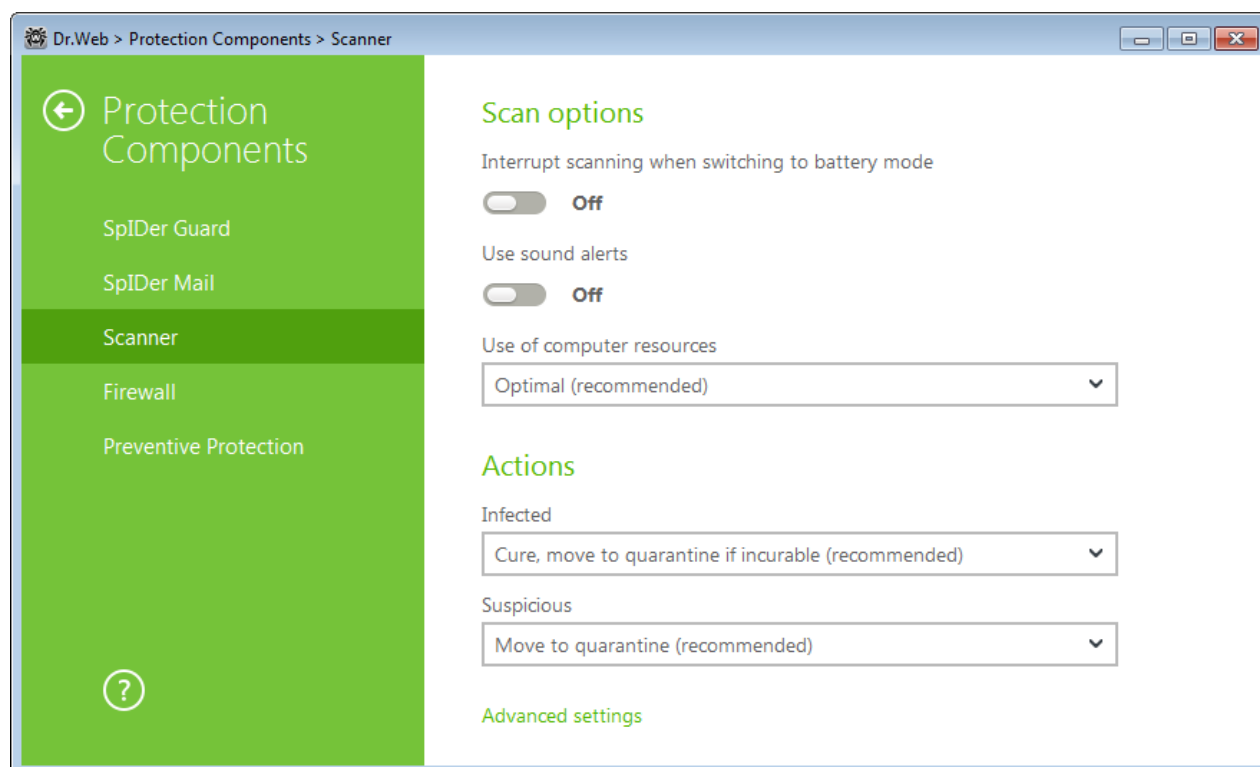 Dr.Web > Protection Components > Scanner
Protection
Components
SpIDer Guard
SpIDer Mail
Scanner
Firewall
Preventive Protection
?
Scan options
Interrupt scanning when switching to battery mode
Off
Use sound alerts
Off
Use of computer resources
Optimal (recommended)
Actions
Infected
Cure, move to quarantine if incurable (recommended)
Suspicious
Move to quarantine (recommended)
Advanced settings